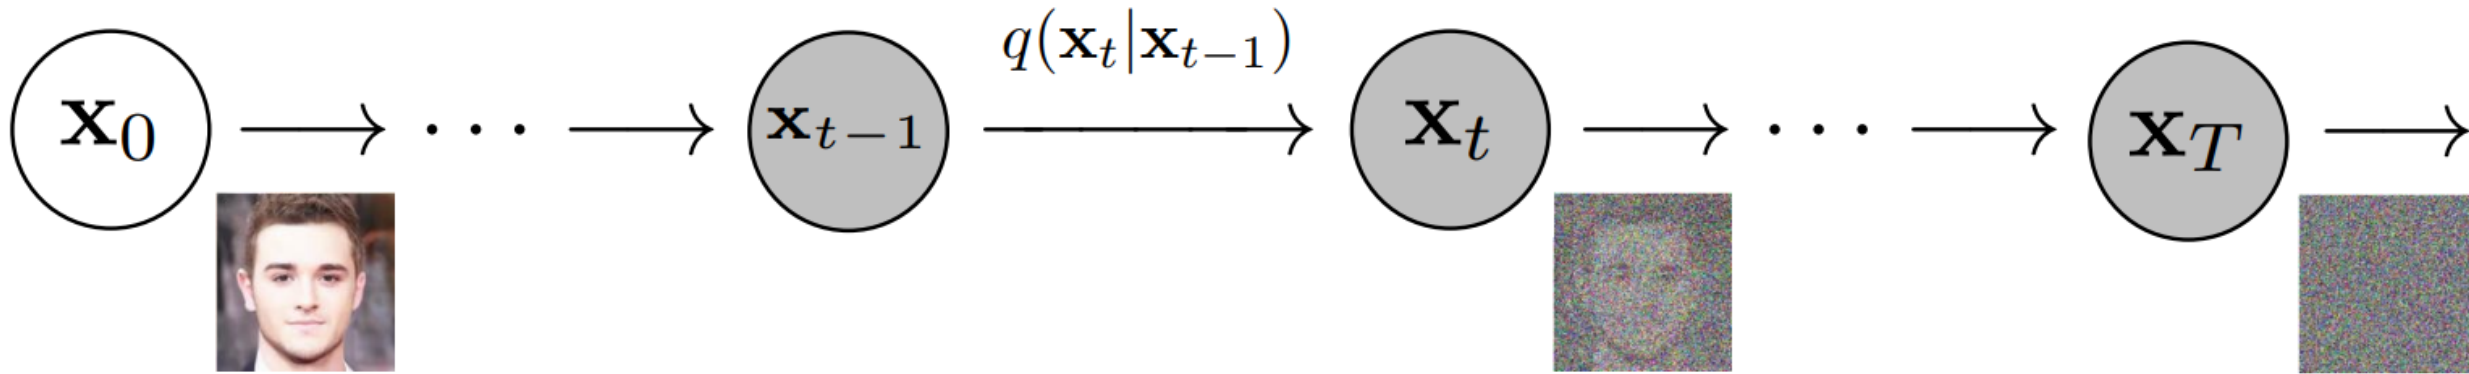 q(x_t|x_{t−1})
x_0 → · · · → x_{t−1} → x_t → · · · → x_T →